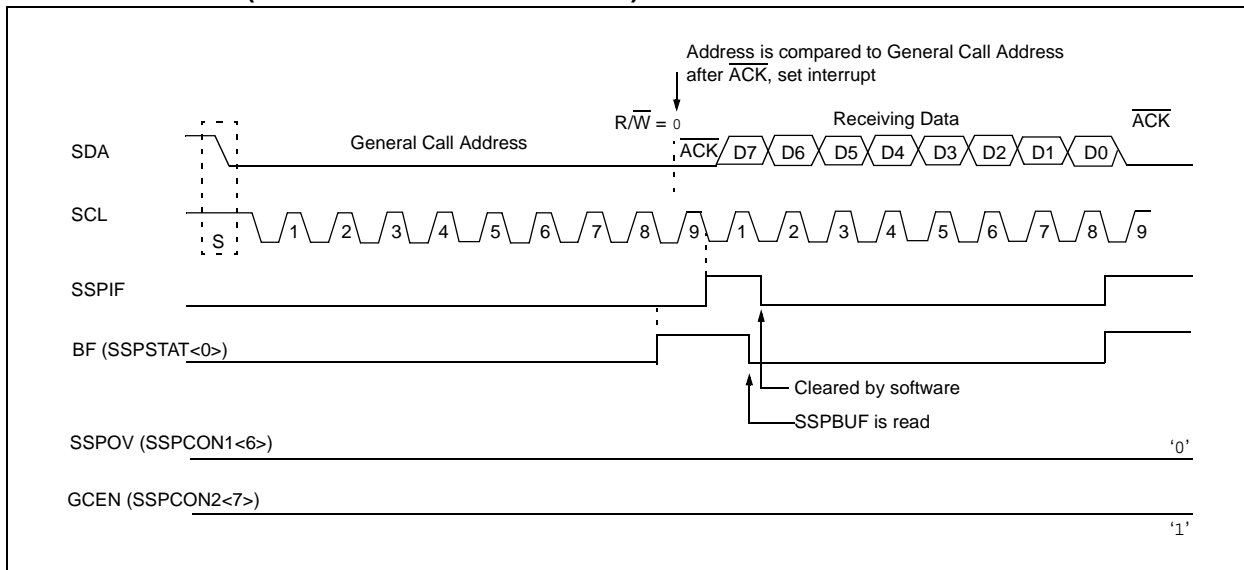 Address is compared to General Call Address
after ACK, set interrupt
R/W = 0
Receiving Data
ACK
General Call Address
SDA
ACK D7 D6 D5 D4 D3 D2 D1 D0
SCL
S
1 2 3 4 5 6 7 8 9 1 2 3 4 5 6 7 8 9
SSPIF
BF (SSPSTAT<0>)
Cleared by software
SSPBUF is read
SSPOV (SSPCON1<6>)
‘0’
GCEN (SSPCON2<7>)
‘1’